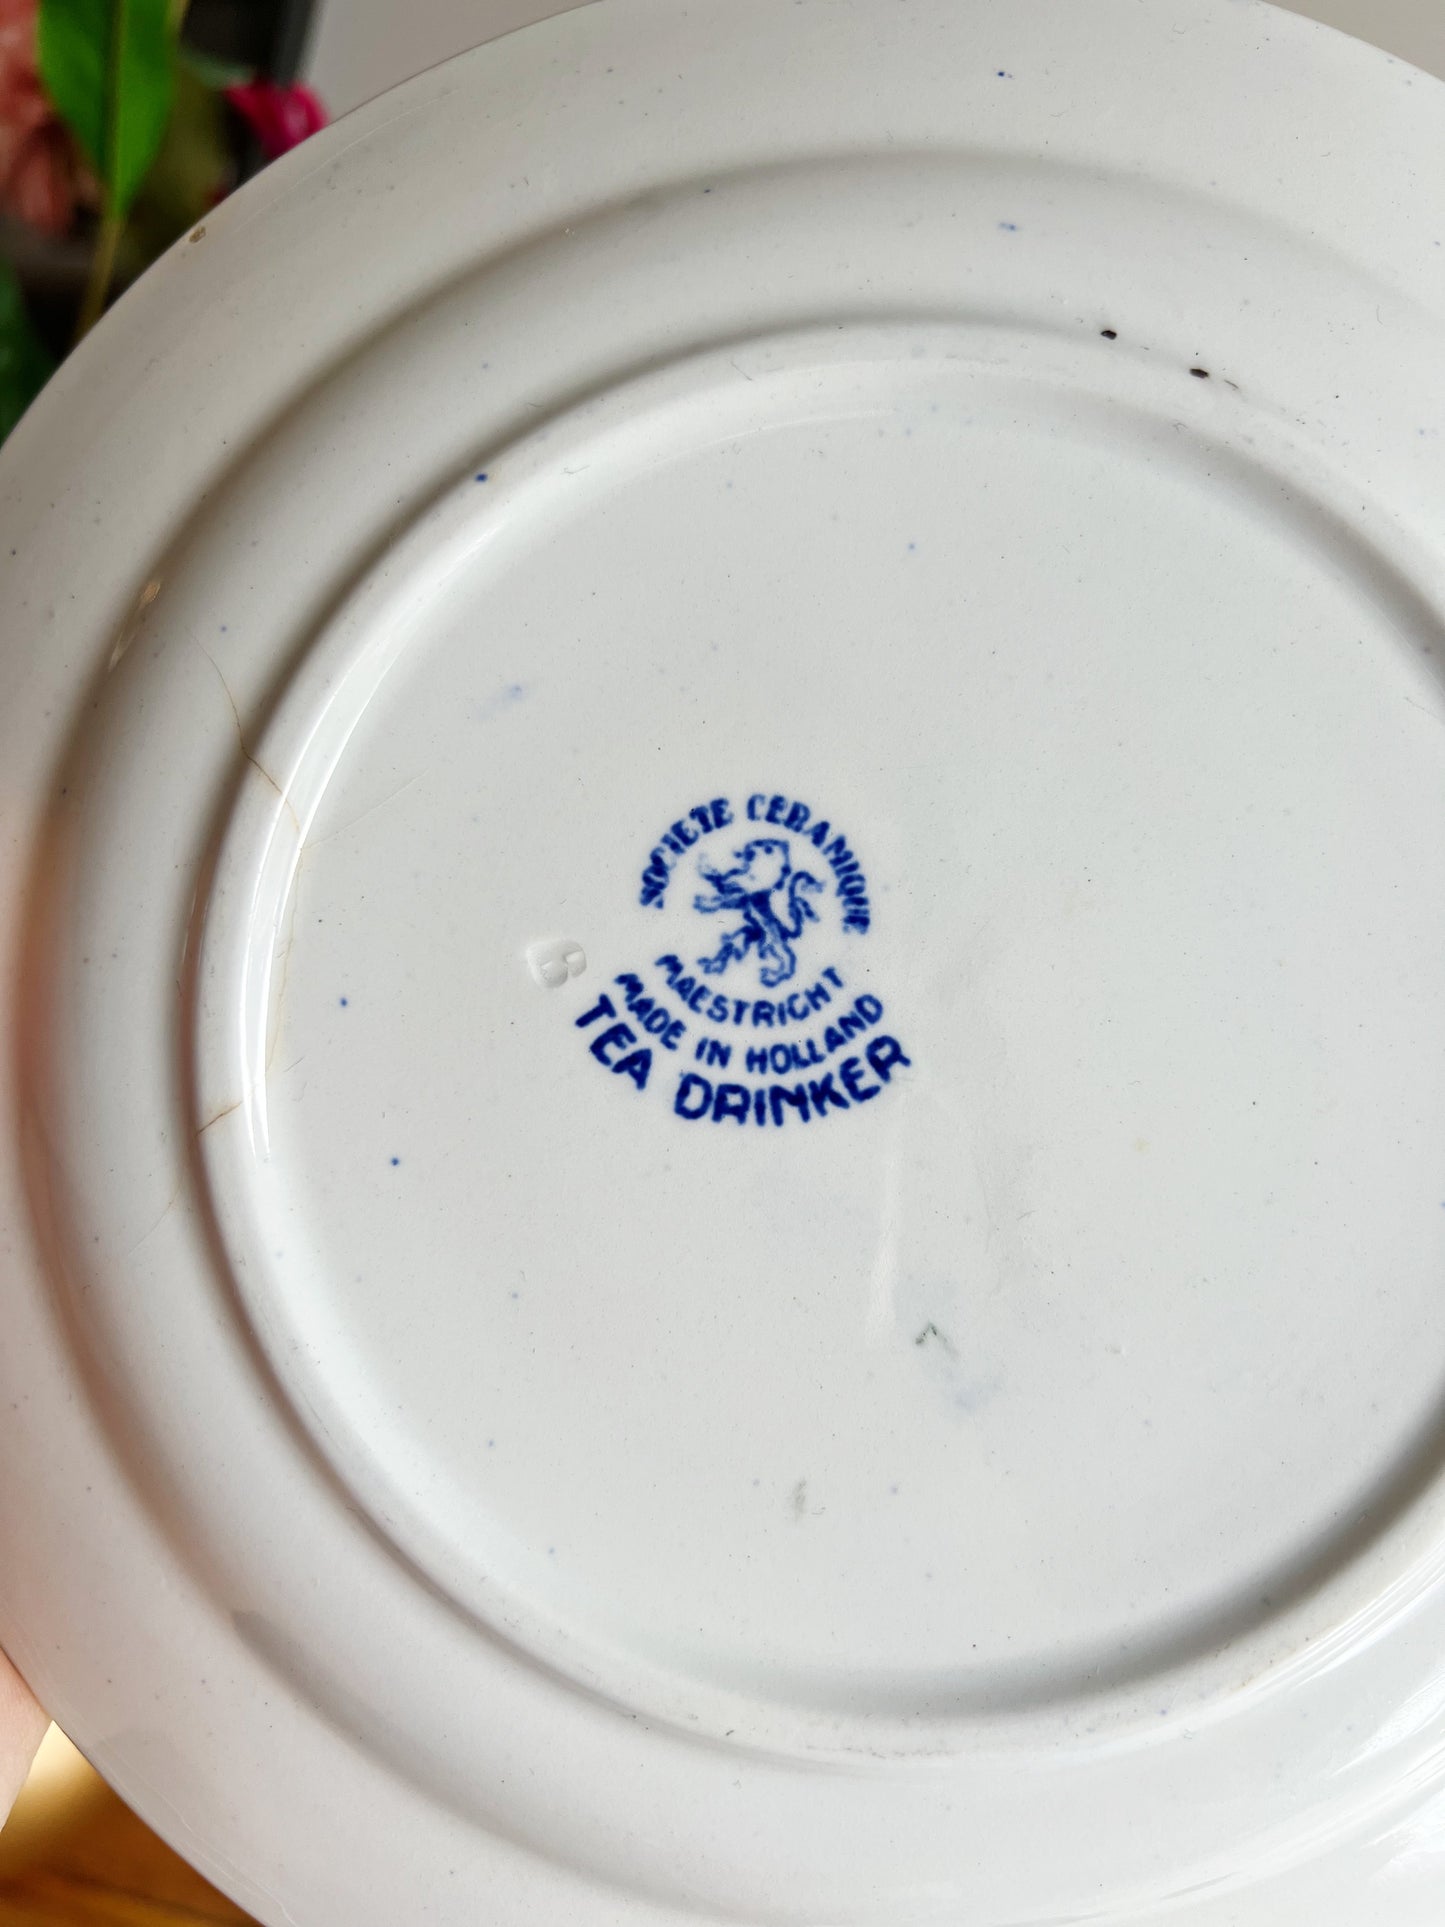 SOCIETE CERAMIQUE
MAESTRICHT
MADE IN HOLLAND
TEA DRINKER